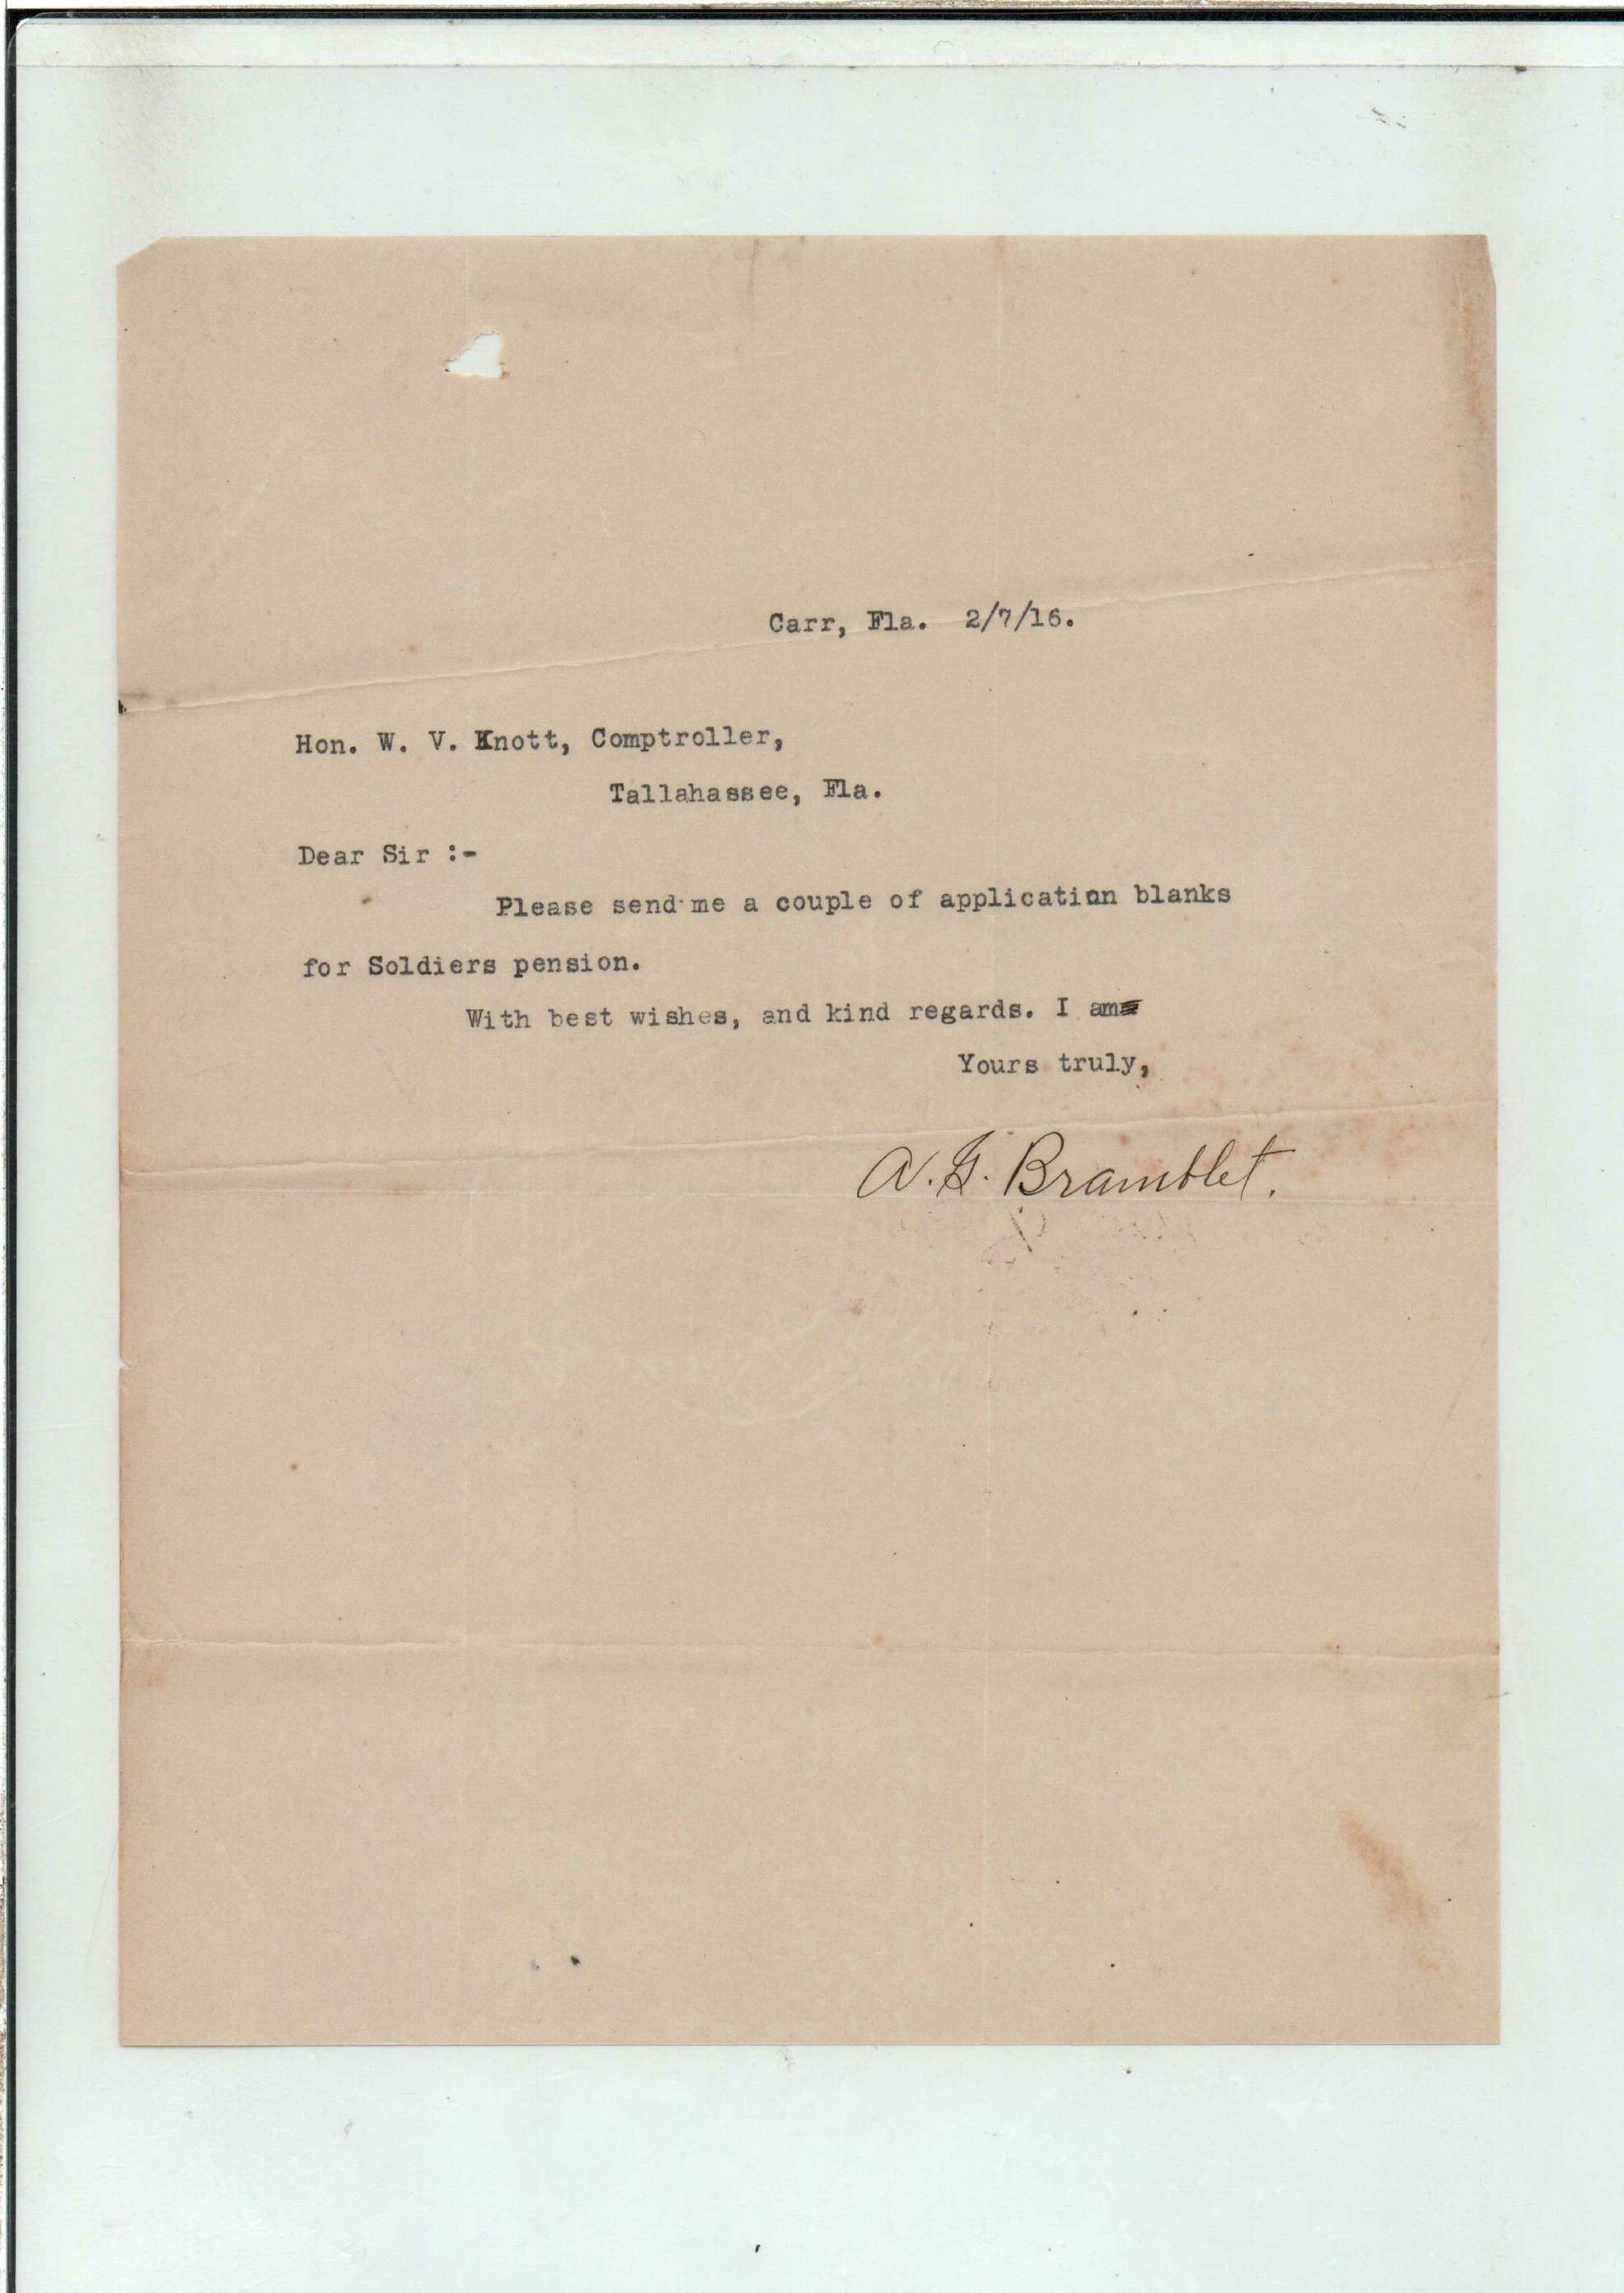 Carr, Fla. 2/7/16.
Hon. W. V. Knott, Comptroller,
Tallahassee, Fla.
Dear Sir :-
Please send me a couple of application blanks
for Soldiers pension.
With best wishes, and kind regards. I am
Yours truly,
Bramblet.